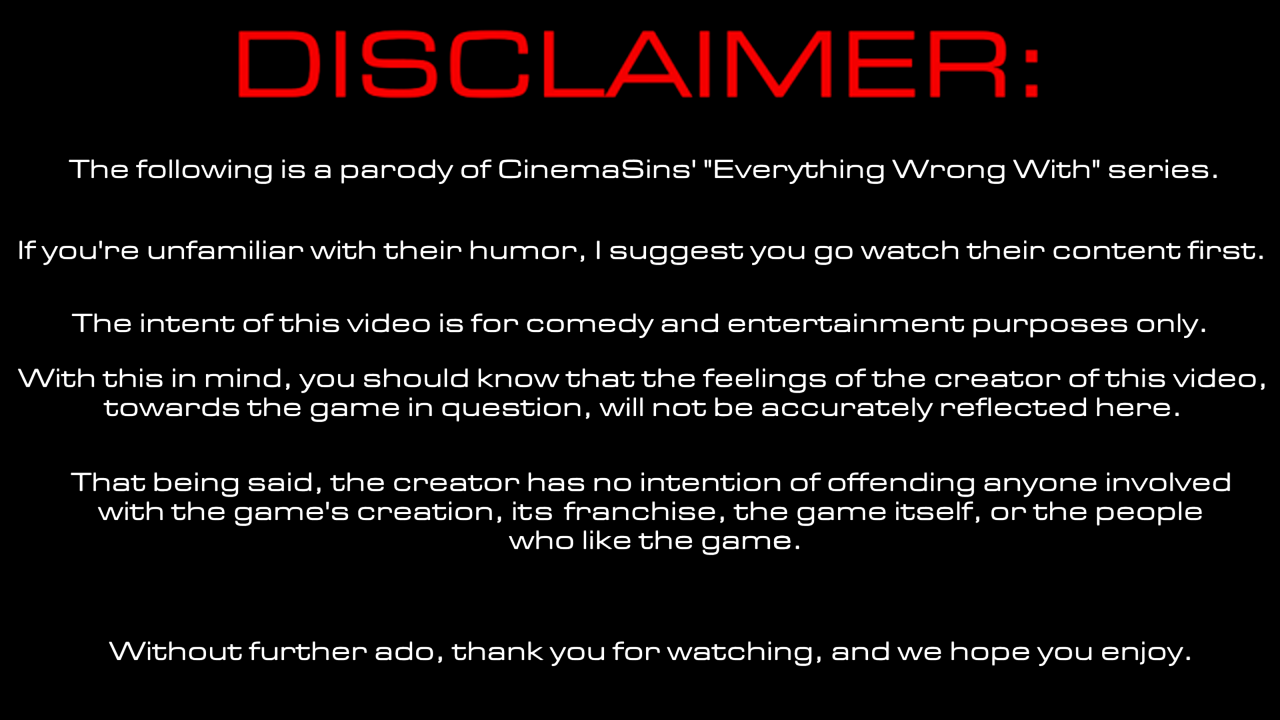 DISCLAIMER:
The following is a parody of CinemaSins' "Everything Wrong With" series.
If you're unfamiliar with their humor, I suggest you go watch their content first.
The intent of this video is for comedy and entertainment purposes only.
With this in mind, you should know that the feelings of the creator of this video,
towards the game in question, will not be accurately reflected here.
That being said, the creator has no intention of offending anyone involved
with the game's creation, its franchise, the game itself, or the people
who like the game.
Without further ado, thank you for watching, and we hope you enjoy.